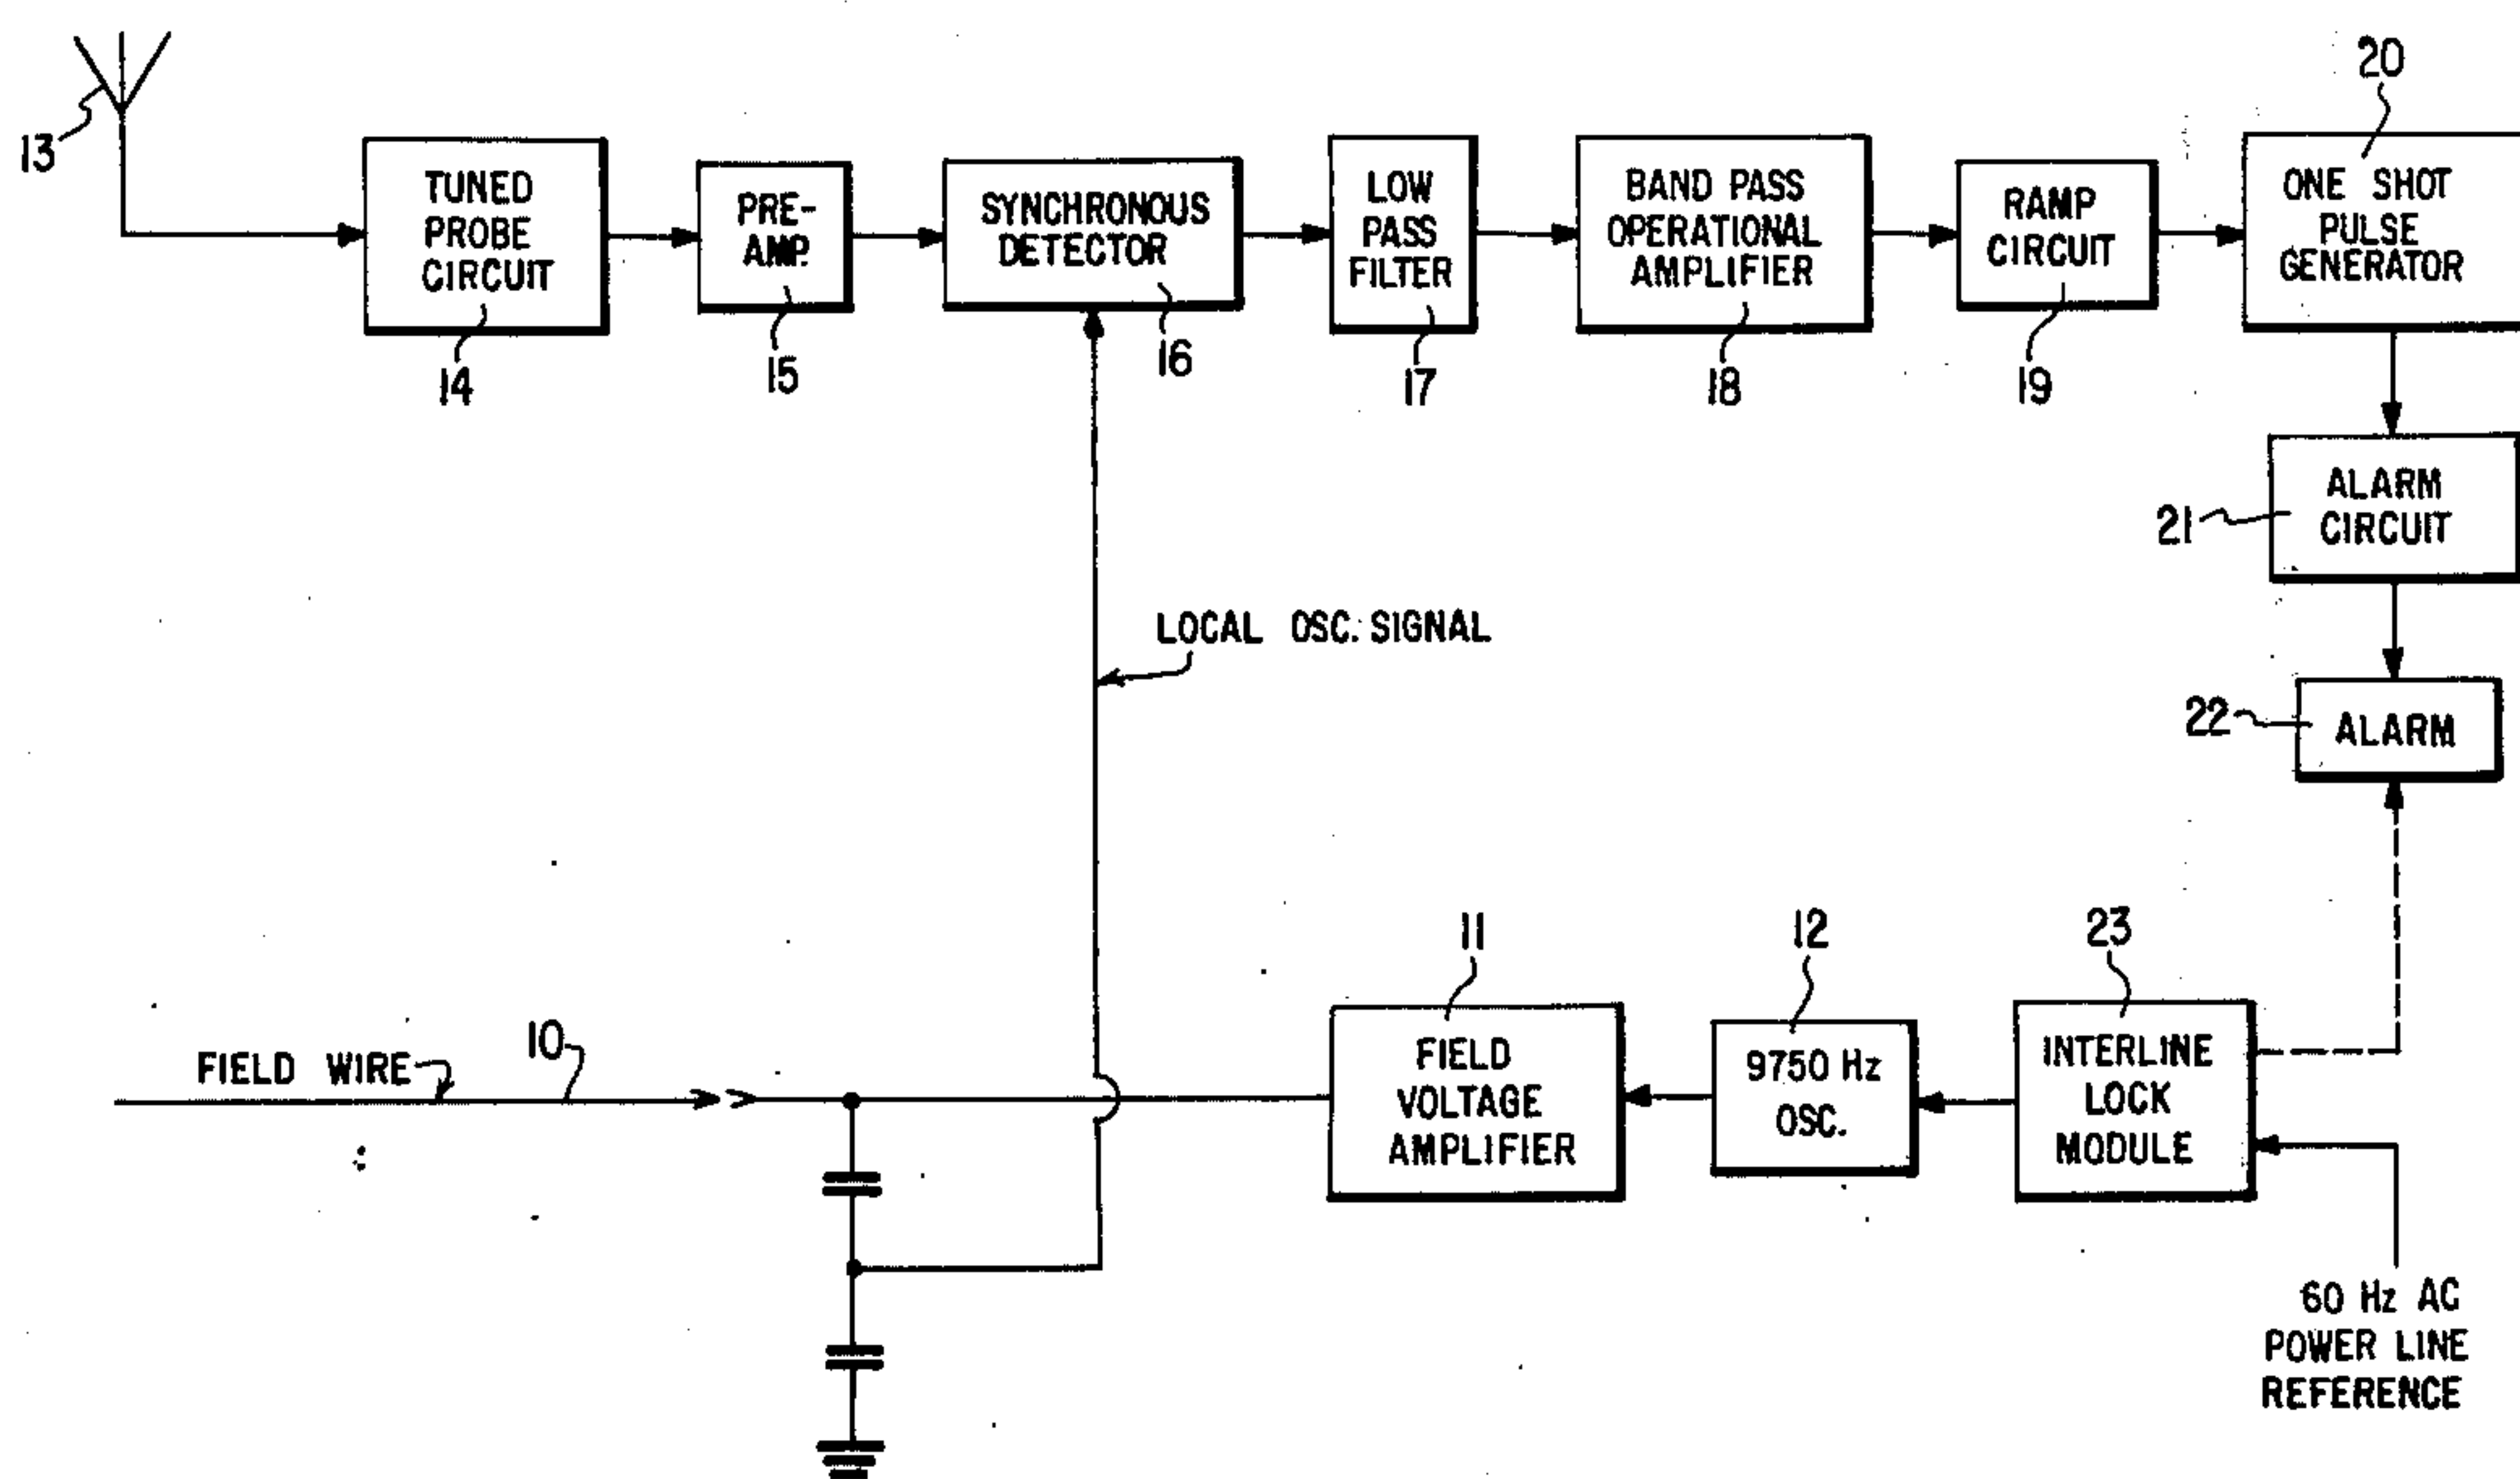 20
13
TUNED
PROBE
CIRCUIT
14
PRE-
AMP.
15
SYNCHRONOUS
DETECTOR
16
LOW
PASS
FILTER
17
BAND PASS
OPERATIONAL
AMPLIFIER
18
RAMP
CIRCUIT
19
ONE SHOT
PULSE
GENERATOR
21
ALARM
CIRCUIT
LOCAL OSC. SIGNAL
22
ALARM
FIELD WIRE
10
11
FIELD
VOLTAGE
AMPLIFIER
12
9750 Hz
OSC.
23
INTERLINE
LOCK
MODULE
60 Hz AC
POWER LINE
REFERENCE